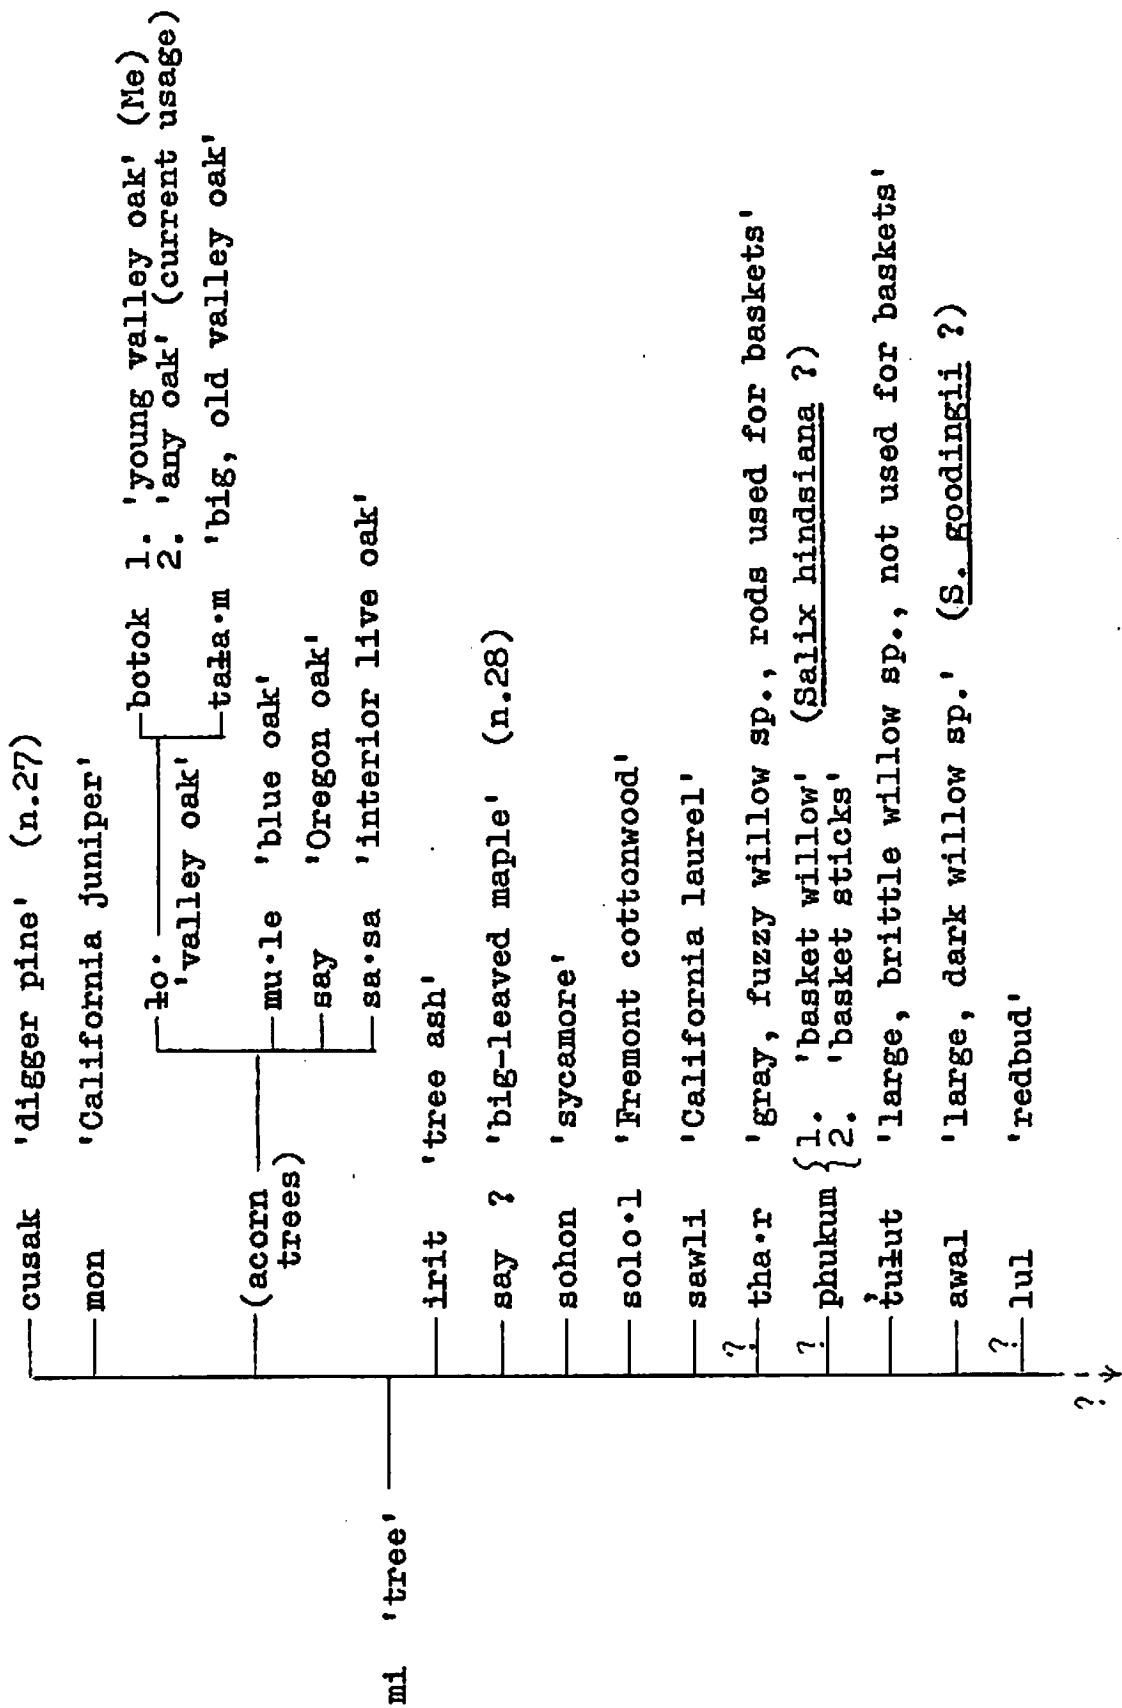 cusak 'digger pine' (n.27)
mon 'California juniper'
botok 1. 'young valley oak' (Me)
2. 'any oak' (current usage)
ɫo·
'valley oak'
taɫa·m 'big, old valley oak'
(acorn
trees)
mu·le 'blue oak'
say 'Oregon oak'
sa·sa 'interior live oak'
mi 'tree'
irit 'tree ash'
say ? 'big-leaved maple' (n.28)
sohon 'sycamore'
solo·l 'Fremont cottonwood'
sawli 'California laurel'
? tha·r 'gray, fuzzy willow sp., rods used for baskets'
? phukum {1. 'basket willow' (Salix hindsiana ?)
{2. 'basket sticks'
t̓uɫut 'large, brittle willow sp., not used for baskets'
awal 'large, dark willow sp.' (S. goodingii ?)
? lul 'redbud'
?